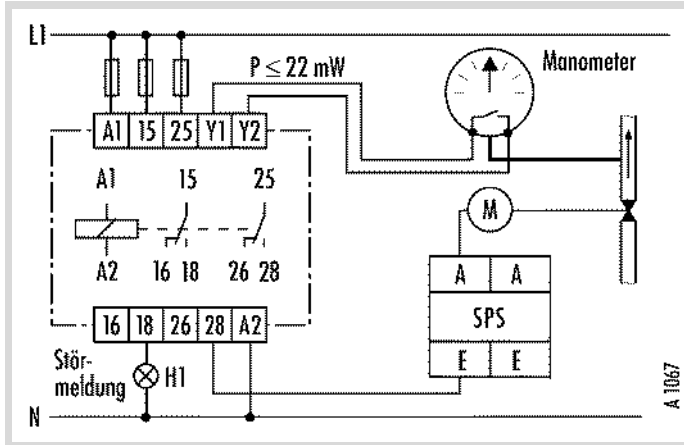 L1
P ≤ 22 mW
Manometer
A1 15 25 Y1 Y2
A1 15 25
M
A2 16 18 26 28
A A
SPS
E E
16 18 26 28 A2
Stör-
meldung
H1
N
A 1067